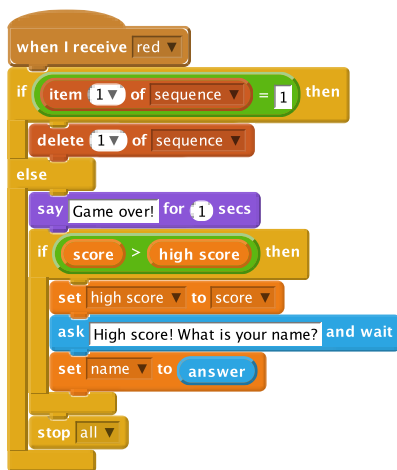 when I receive red
if item 1 of sequence = 1 then
delete 1 of sequence
else
say Game over! for 1 secs
if score > high score then
set high score to score
ask High score! What is your name? and wait
set name to answer
stop all